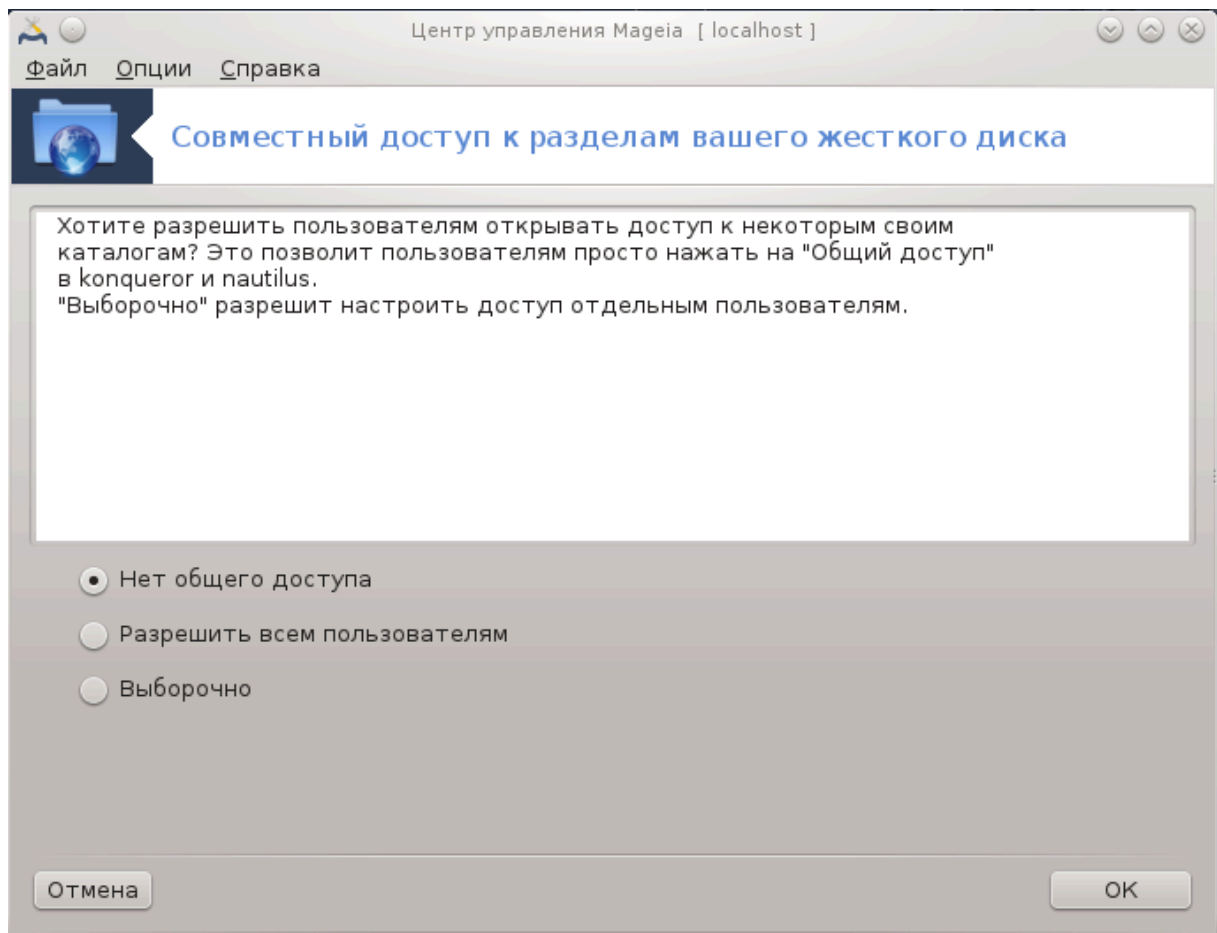 Центр управления Mageia [ localhost ]
Файл Опции Справка
Совместный доступ к разделам вашего жесткого диска
Хотите разрешить пользователям открывать доступ к некоторым своим
каталогам? Это позволит пользователям просто нажать на "Общий доступ"
в konqueror и nautilus.
"Выборочно" разрешит настроить доступ отдельным пользователям.
Нет общего доступа
Разрешить всем пользователям
Выборочно
Отмена
OK